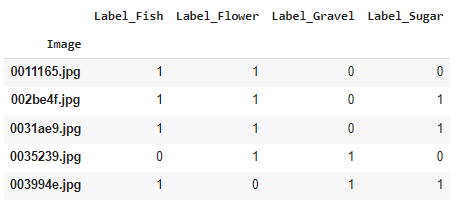 Label_Fish Label_Flower Label_Gravel Label_Sugar
Image
0011165.jpg 1 1 0 0
002be4f.jpg 1 1 0 1
0031ae9.jpg 1 1 0 1
0035239.jpg 0 1 1 0
003994e.jpg 1 0 1 1